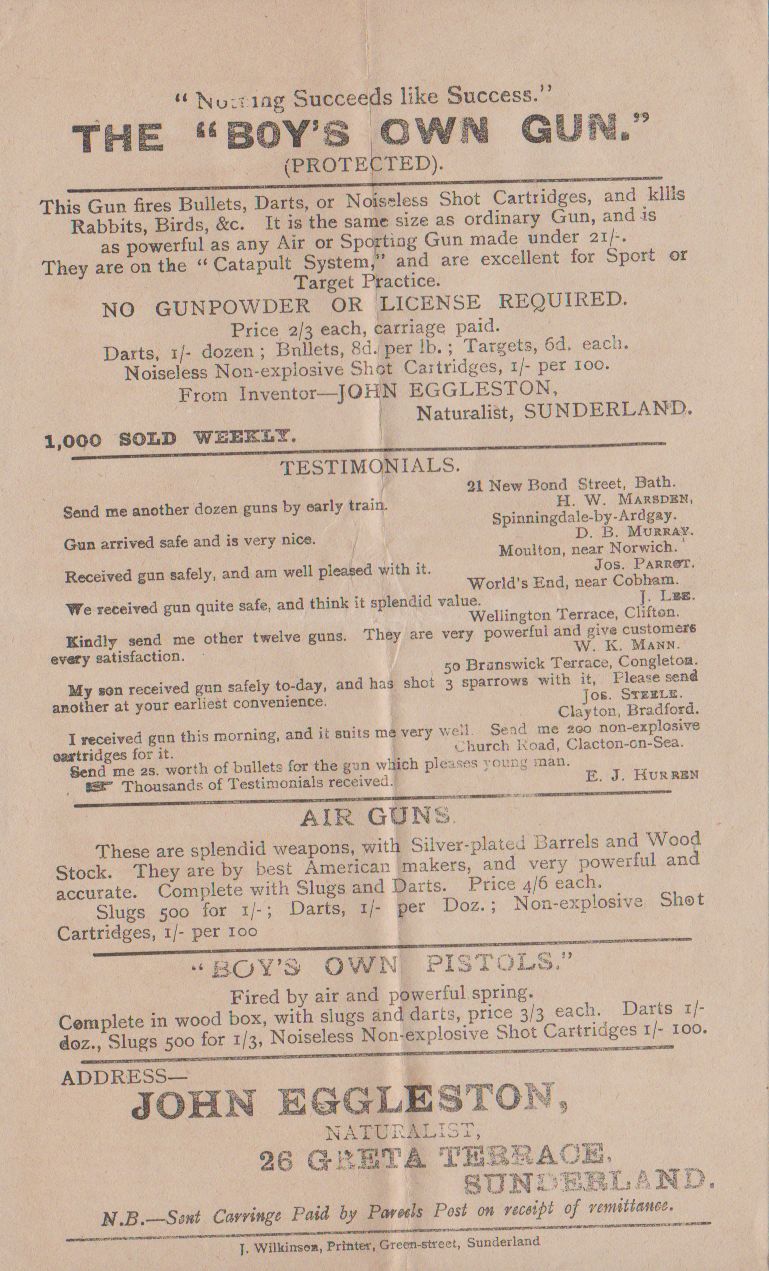 "Nothing Succeeds like Success."
THE "BOY'S OWN GUN."
(PROTECTED).
This Gun fires Bullets, Darts, or Noiseless Shot Cartridges, and kills
Rabbits, Birds, &c. It is the same size as ordinary Gun, and is
as powerful as any Air or Sporting Gun made under 21/-.
They are on the "Catapult System," and are excellent for Sport or
Target Practice.
NO GUNPOWDER OR LICENSE REQUIRED.
Price 2/3 each, carriage paid.
Darts, 1/- dozen; Bnllets, 8d. per lb.; Targets, 6d. each.
Noiseless Non-explosive Shot Cartridges, 1/- per 100.
From Inventor—JOHN EGGLESTON,
Naturalist, SUNDERLAND.
1,000 SOLD WEEKLY.
TESTIMONIALS.
21 New Bond Street, Bath.
Send me another dozen guns by early train. H. W. MARSDEN,
Spinningdale-by-Ardgay.
Gun arrived safe and is very nice. D. B. MURRAY.
Moulton, near Norwich.
Received gun safely, and am well pleased with it. JOS. PARROT.
World's End, near Cobham.
We received gun quite safe, and think it splendid value. J. LEE.
Wellington Terrace, Clifton.
Kindly send me other twelve guns. They are very powerful and give customers
every satisfaction. W. K. MANN.
50 Brunswick Terrace, Congleton.
My son received gun safely to-day, and has shot 3 sparrows with it, Please send
another at your earliest convenience. JOS. STEELE.
Clayton, Bradford.
I received gun this morning, and it suits me very well. Send me 200 non-explosive
cartridges for it. Church Road, Clacton-on-Sea.
Send me 2s. worth of bullets for the gun which pleases young man.
☞ Thousands of Testimonials received. E. J. HURREN
AIR GUNS.
These are splendid weapons, with Silver-plated Barrels and Wood
Stock. They are by best American makers, and very powerful and
accurate. Complete with Slugs and Darts. Price 4/6 each.
Slugs 500 for 1/-; Darts, 1/- per Doz.; Non-explosive Shot
Cartridges, 1/- per 100
"BOY'S OWN PISTOLS."
Fired by air and powerful spring.
Complete in wood box, with slugs and darts, price 3/3 each. Darts 1/-
doz., Slugs 500 for 1/3, Noiseless Non-explosive Shot Cartridges 1/- 100.
ADDRESS—
JOHN EGGLESTON,
NATURALIST,
26 GRETA TERRACE,
SUNDERLAND.
N.B.—Sent Carringe Paid by Parcels Post on receipt of remittance.
J. Wilkinson, Printer, Green-street, Sunderland